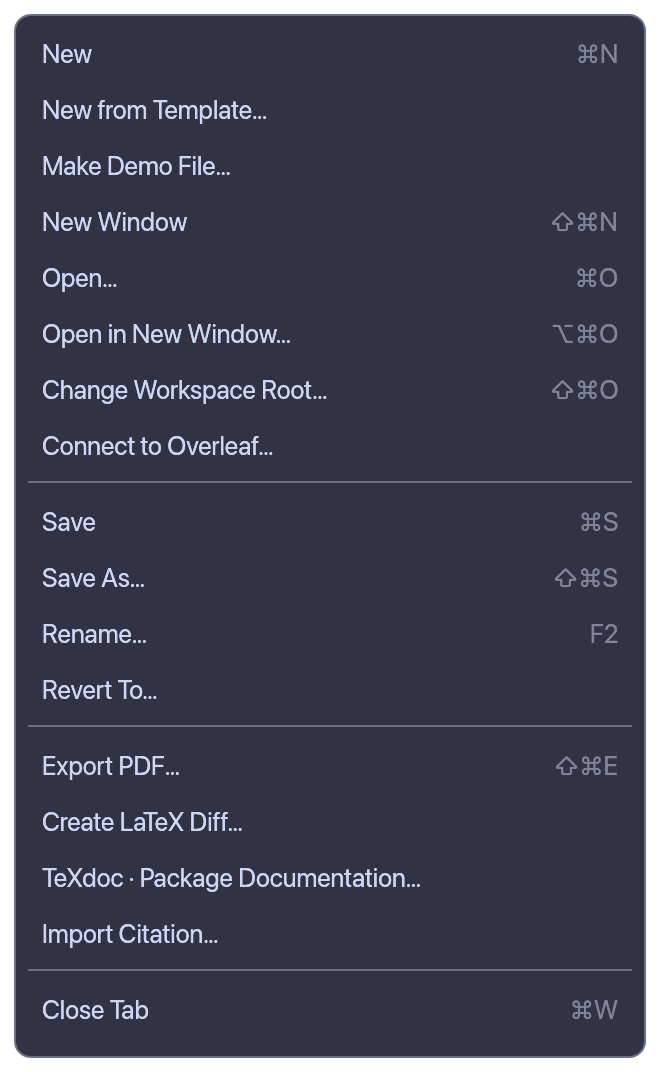 New ⌘N
New from Template...
Make Demo File...
New Window ⇧⌘N
Open... ⌘O
Open in New Window... ⌥⌘O
Change Workspace Root... ⇧⌘O
Connect to Overleaf...
Save ⌘S
Save As... ⇧⌘S
Rename... F2
Revert To...
Export PDF... ⇧⌘E
Create LaTeX Diff...
TeXdoc · Package Documentation...
Import Citation...
Close Tab ⌘W